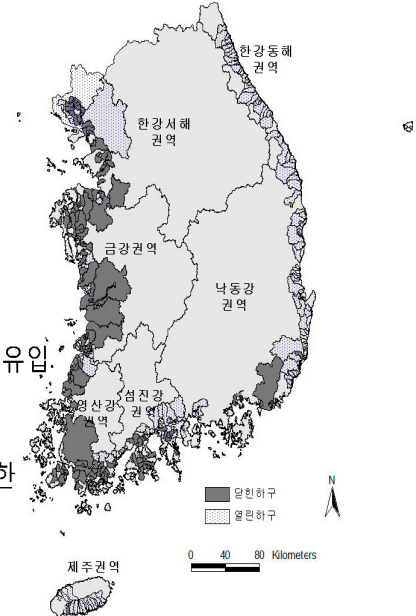 한강동해
권역
한강서해
권역
금강권역
낙동강
권역
유입.
섬진강
권역
영산강
권역
한
닫힌하구
열린하구
N
0 40 80 Kilometers
제주권역